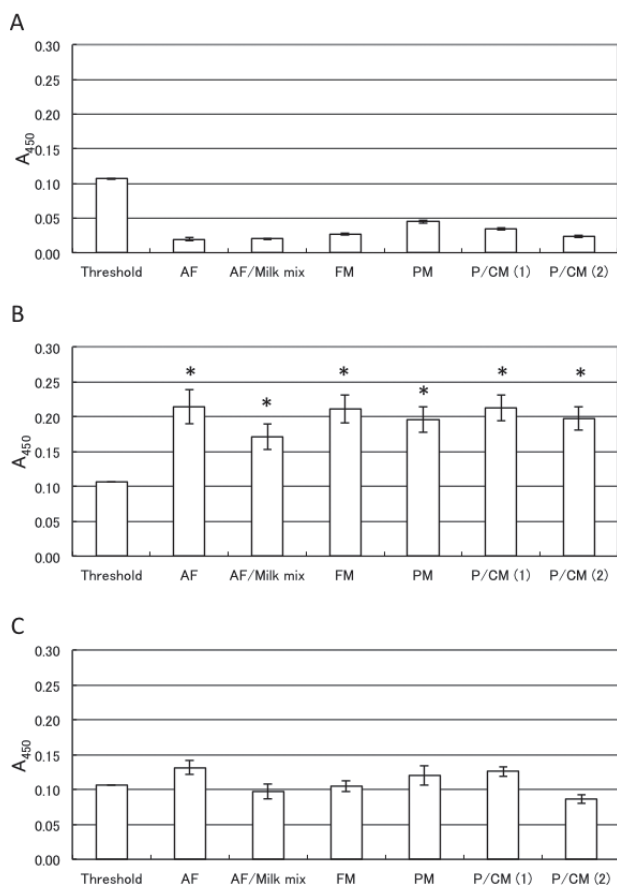 A
0.30
0.25
0.20
0.15
0.10
0.05
0.00
A450
Threshold AF AF/Milk mix FM PM P/CM (1) P/CM (2)
B
0.30
0.25
0.20
0.15
0.10
0.05
0.00
A450
* * * * * *
Threshold AF AF/Milk mix FM PM P/CM (1) P/CM (2)
C
0.30
0.25
0.20
0.15
0.10
0.05
0.00
A450
Threshold AF AF/Milk mix FM PM P/CM (1) P/CM (2)